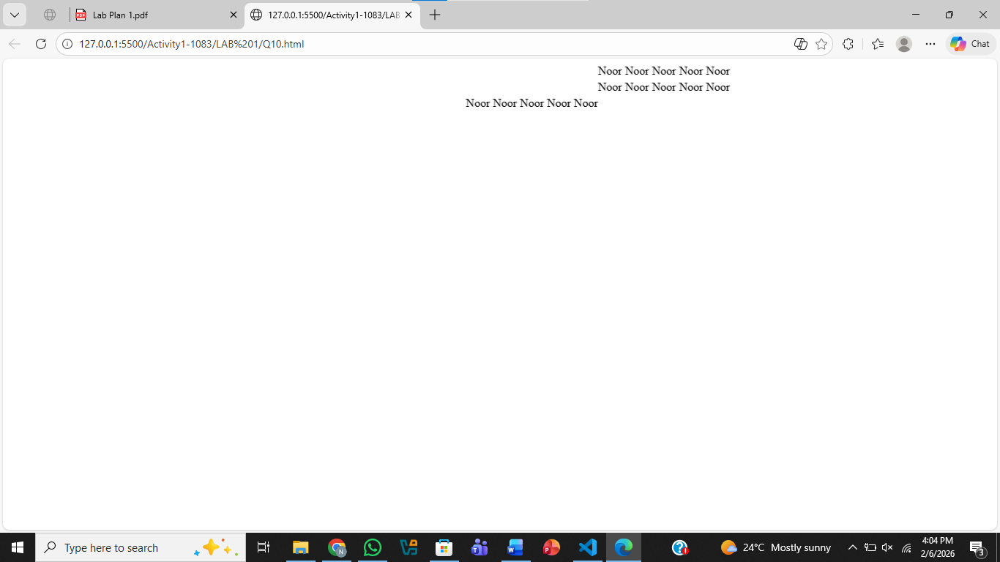 Lab Plan 1.pdf
127.0.0.1:5500/Activity1-1083/LAB
127.0.0.1:5500/Activity1-1083/LAB%201/Q10.html
Chat
Noor Noor Noor Noor Noor
Noor Noor Noor Noor Noor
Noor Noor Noor Noor Noor
Type here to search
24°C Mostly sunny
4:04 PM
2/6/2026
3